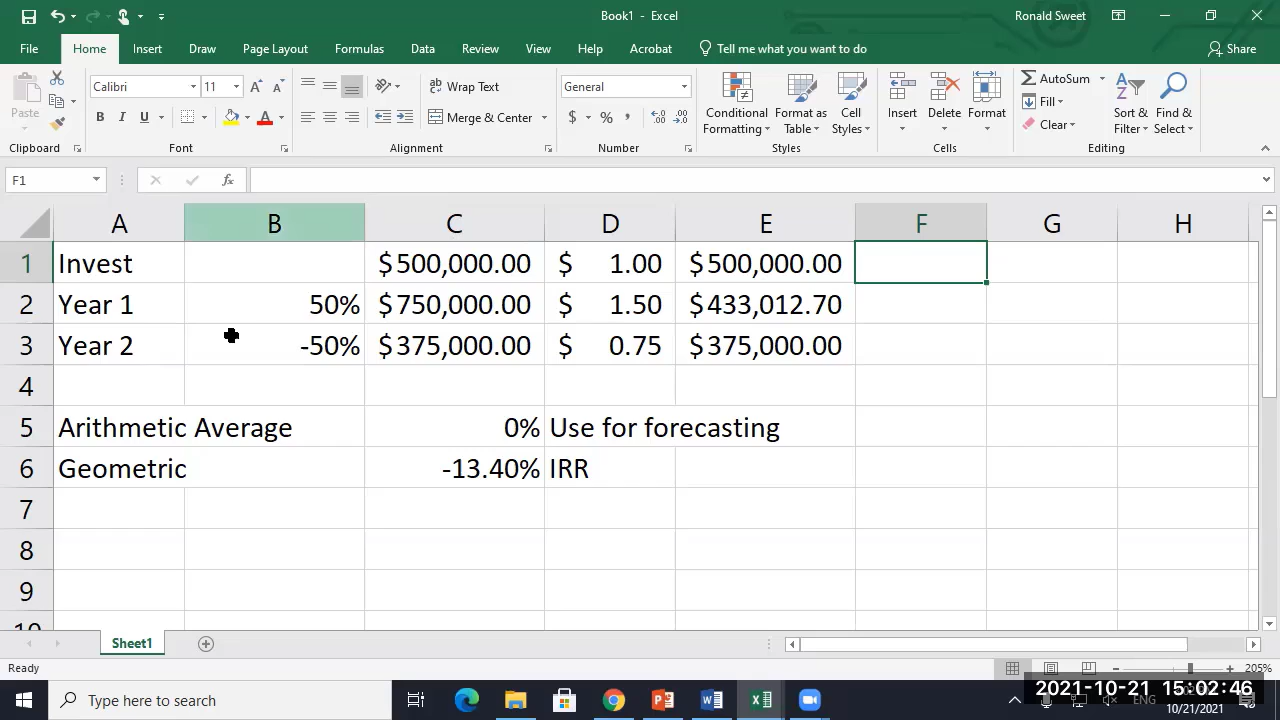 Book1 - Excel
Ronald Sweet
File Home Insert Draw Page Layout Formulas Data Review View Help Acrobat Tell me what you want to do Share
Paste
Calibri 11 A A
B I U A
ab Wrap Text
Merge & Center
General
$ % ,
Conditional Formatting
Format as Table
Cell Styles
Insert Delete Format
AutoSum
Fill
Clear
Sort & Filter
Find & Select
Clipboard Font Alignment Number Styles Cells Editing
F1 fx
A B C D E F G H
1 Invest $500,000.00 $ 1.00 $500,000.00
2 Year 1 50% $750,000.00 $ 1.50 $433,012.70
3 Year 2 -50% $375,000.00 $ 0.75 $375,000.00
4
5 Arithmetic Average 0% Use for forecasting
6 Geometric -13.40% IRR
7
8
9
10
Sheet1
Ready 205%
Type here to search
2021-10-21 15:02:46
ENG
10/21/2021